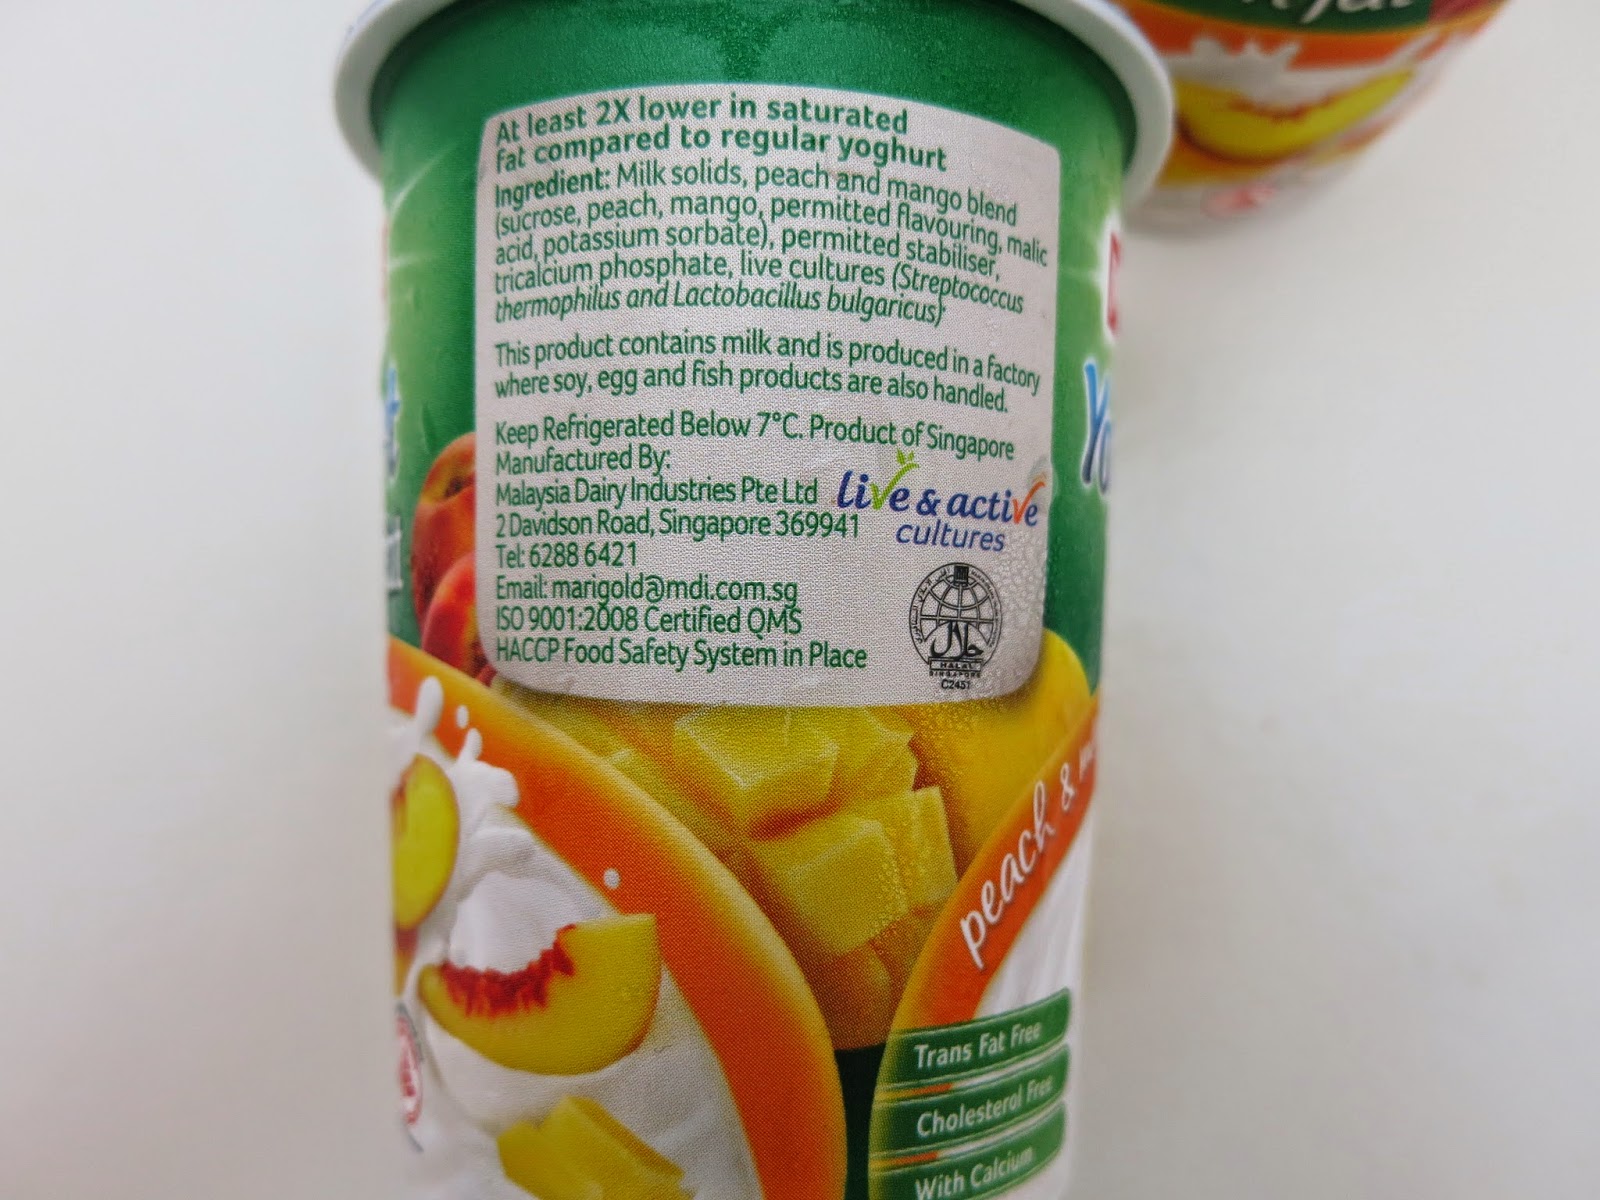 At least 2X lower in saturated
fat compared to regular yoghurt
Ingredient: Milk solids, peach and mango blend
(sucrose, peach, mango, permitted flavouring, malic
acid, potassium sorbate), permitted stabiliser,
tricalcium phosphate, live cultures (Streptococcus
thermophilus and Lactobacillus bulgaricus)
This product contains milk and is produced in a factory
where soy, egg and fish products are also handled.
Keep Refrigerated Below 7°C. Product of Singapore
Manufactured By:
Malaysia Dairy Industries Pte Ltd
2 Davidson Road, Singapore 369941
Tel: 6288 6421
Email: marigold@mdi.com.sg
ISO 9001:2008 Certified QMS
HACCP Food Safety System in Place
live & active
cultures
حلال
HALAL
SINGAPORE
C2457
peach &
Trans Fat Free
Cholesterol Free
With Calcium